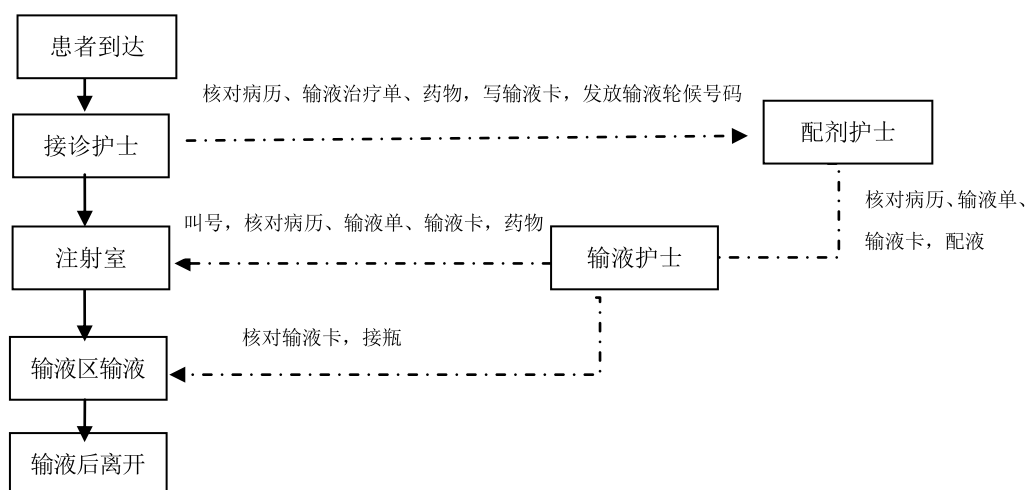 患者到达
核对病历、输液治疗单、药物，写输液卡，发放输液轮候号码
接诊护士
配剂护士
核对病历、输液单、
输液卡，配液
叫号，核对病历、输液单、输液卡，药物
注射室
输液护士
核对输液卡，接瓶
输液区输液
输液后离开